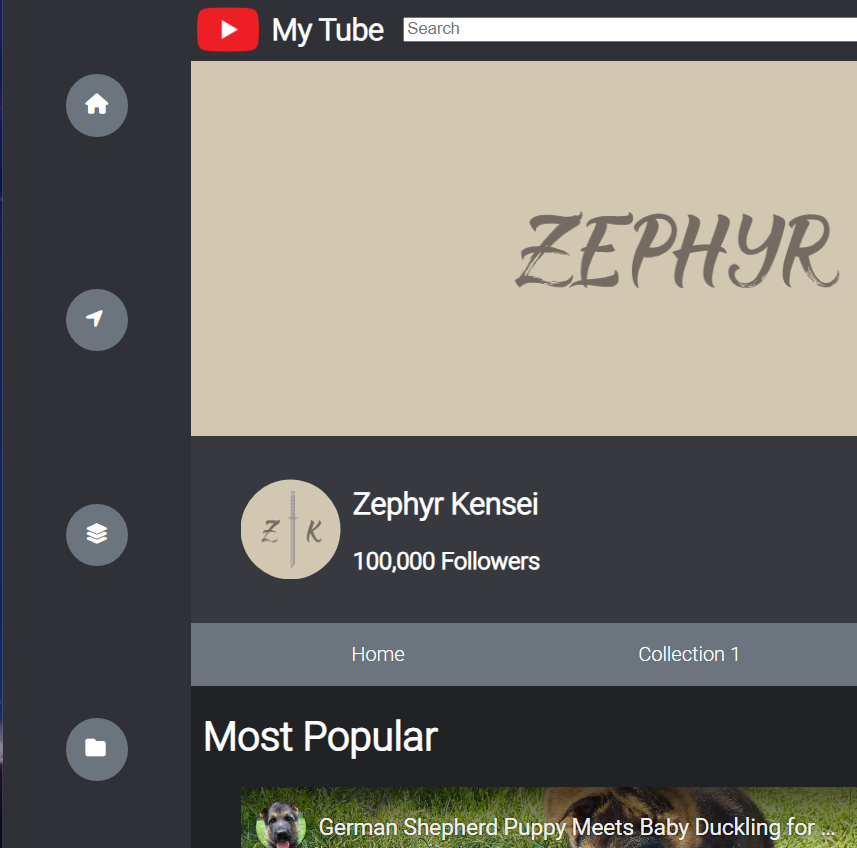 My Tube
Search
ZEPHYR
Z K
Zephyr Kensei
100,000 Followers
Home
Collection 1
Most Popular
German Shepherd Puppy Meets Baby Duckling for ...